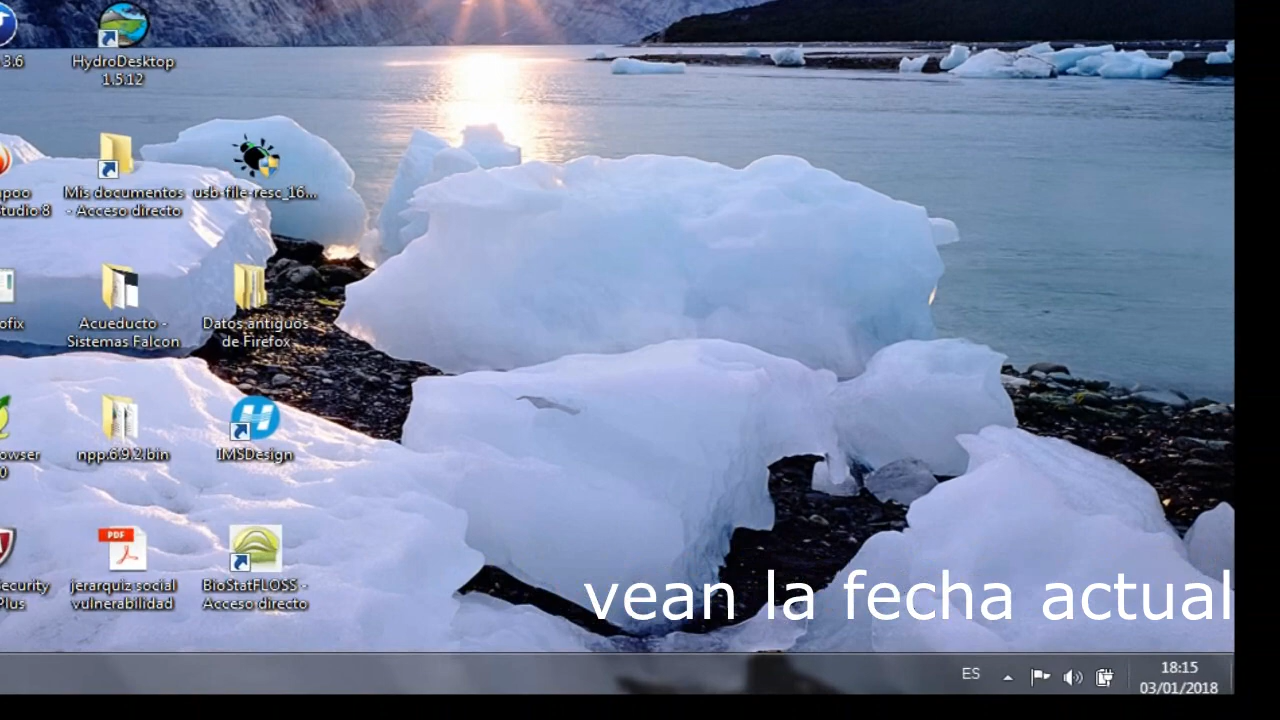 3.6
HydroDesktop
1.5.12
Mis documentos
- Acceso directo
usb-file-resc_16...
tudio 8
ofix
Acueducto -
Sistemas Falcon
Datos antiguos
de Firefox
owser
0
npp.6.9.2.bin
IMSDesign
PDF
ecurity
Plus
jerarquiz social
vulnerabilidad
BioStatFLOSS -
Acceso directo
vean la fecha actual
ES
18:15
03/01/2018